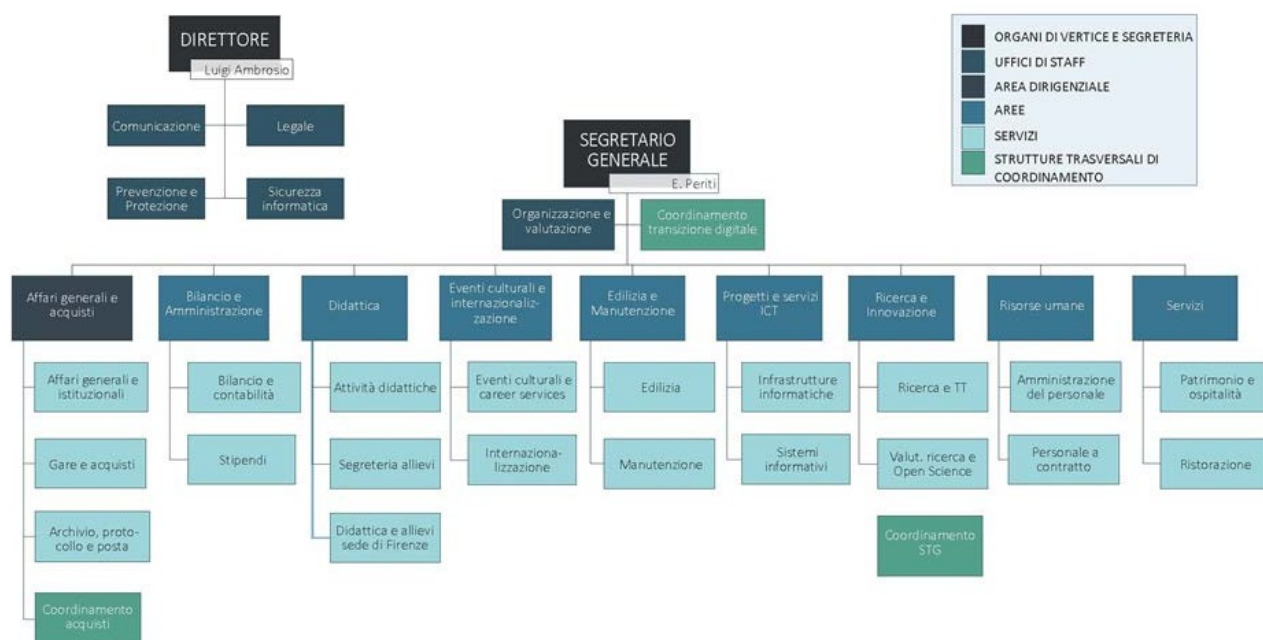 DIRETTORE
Luigi Ambrosio
Comunicazione
Legale
Prevenzione e
Protezione
Sicurezza
informatica
ORGANI DI VERTICE E SEGRETERIA
UFFICI DI STAFF
AREA DIRIGENZIALE
AREE
SERVIZI
STRUTTURE TRASVERSALI DI
COORDINAMENTO
SEGRETARIO
GENERALE
E. Periti
Organizzazione e
valutazione
Coordinamento
transizione digitale
Affari generali e
acquisti
Bilancio e
Amministrazione
Didattica
Eventi culturali e
internazionaliz-
zazione
Edilizia e
Manutenzione
Progetti e servizi
ICT
Ricerca e
Innovazione
Risorse umane
Servizi
Affari generali e
istituzionali
Bilancio e
contabilità
Attività didattiche
Eventi culturali e
career services
Edilizia
Infrastrutture
informatiche
Ricerca e TT
Amministrazione
del personale
Patrimonio e
ospitalità
Gare e acquisti
Stipendi
Segreteria allievi
Internaziona-
lizzazione
Manutenzione
Sistemi
informativi
Valut. ricerca e
Open Science
Personale a
contratto
Ristorazione
Archivio, proto-
collo e posta
Didattica e allievi
sede di Firenze
Coordinamento
STG
Coordinamento
acquisti